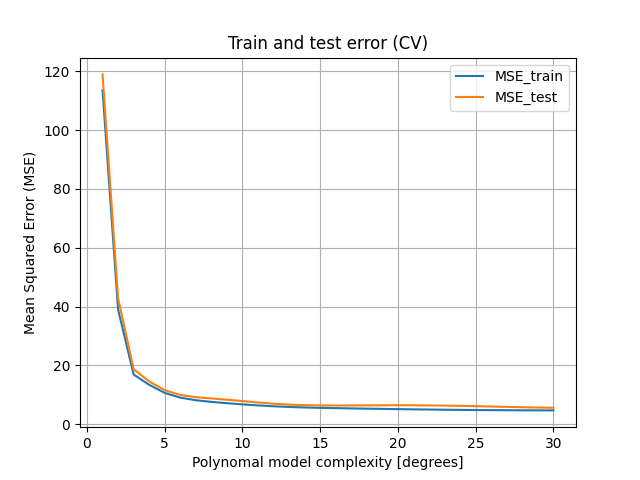 Train and test error (CV)
MSE_train
MSE_test
Mean Squared Error (MSE)
120
100
80
60
40
20
0
0 5 10 15 20 25 30
Polynomal model complexity [degrees]